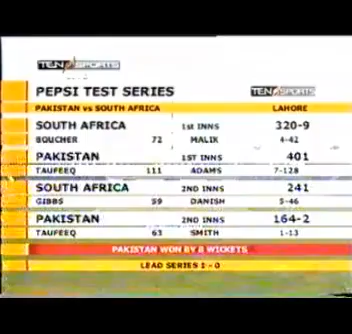 TEN SPORTS
PEPSI TEST SERIES TEN SPORTS
PAKISTAN vs SOUTH AFRICA LAHORE
SOUTH AFRICA 1ST INNS 320-9
BOUCHER 72 MALIK 4-42
PAKISTAN 1ST INNS 401
TAUFEEQ 111 ADAMS 7-128
SOUTH AFRICA 2ND INNS 241
GIBBS 59 DANISH 5-46
PAKISTAN 2ND INNS 164-2
TAUFEEQ 63 SMITH 1-13
PAKISTAN WON BY 8 WICKETS
LEAD SERIES 1 - 0